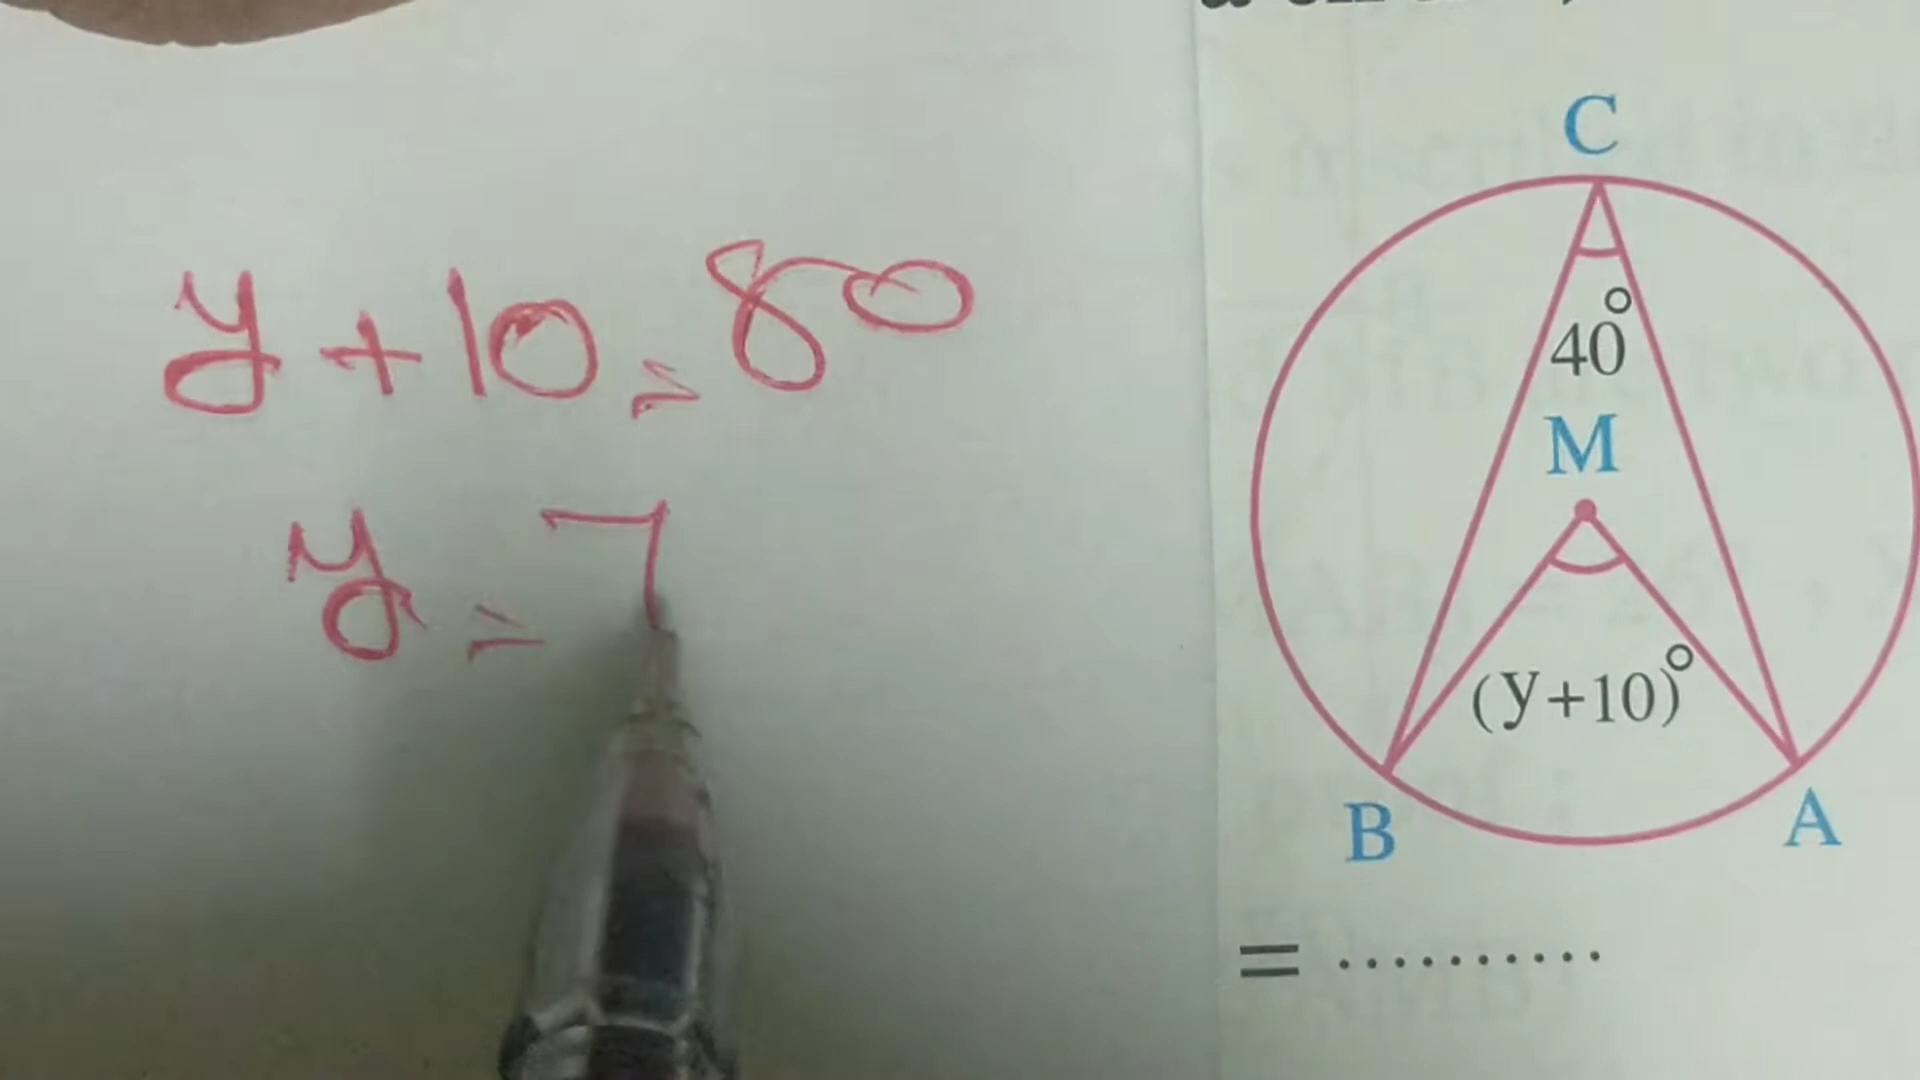 y + 10 = 80
y = 7
C
40°
M
(y+10)°
B
A
= ..........